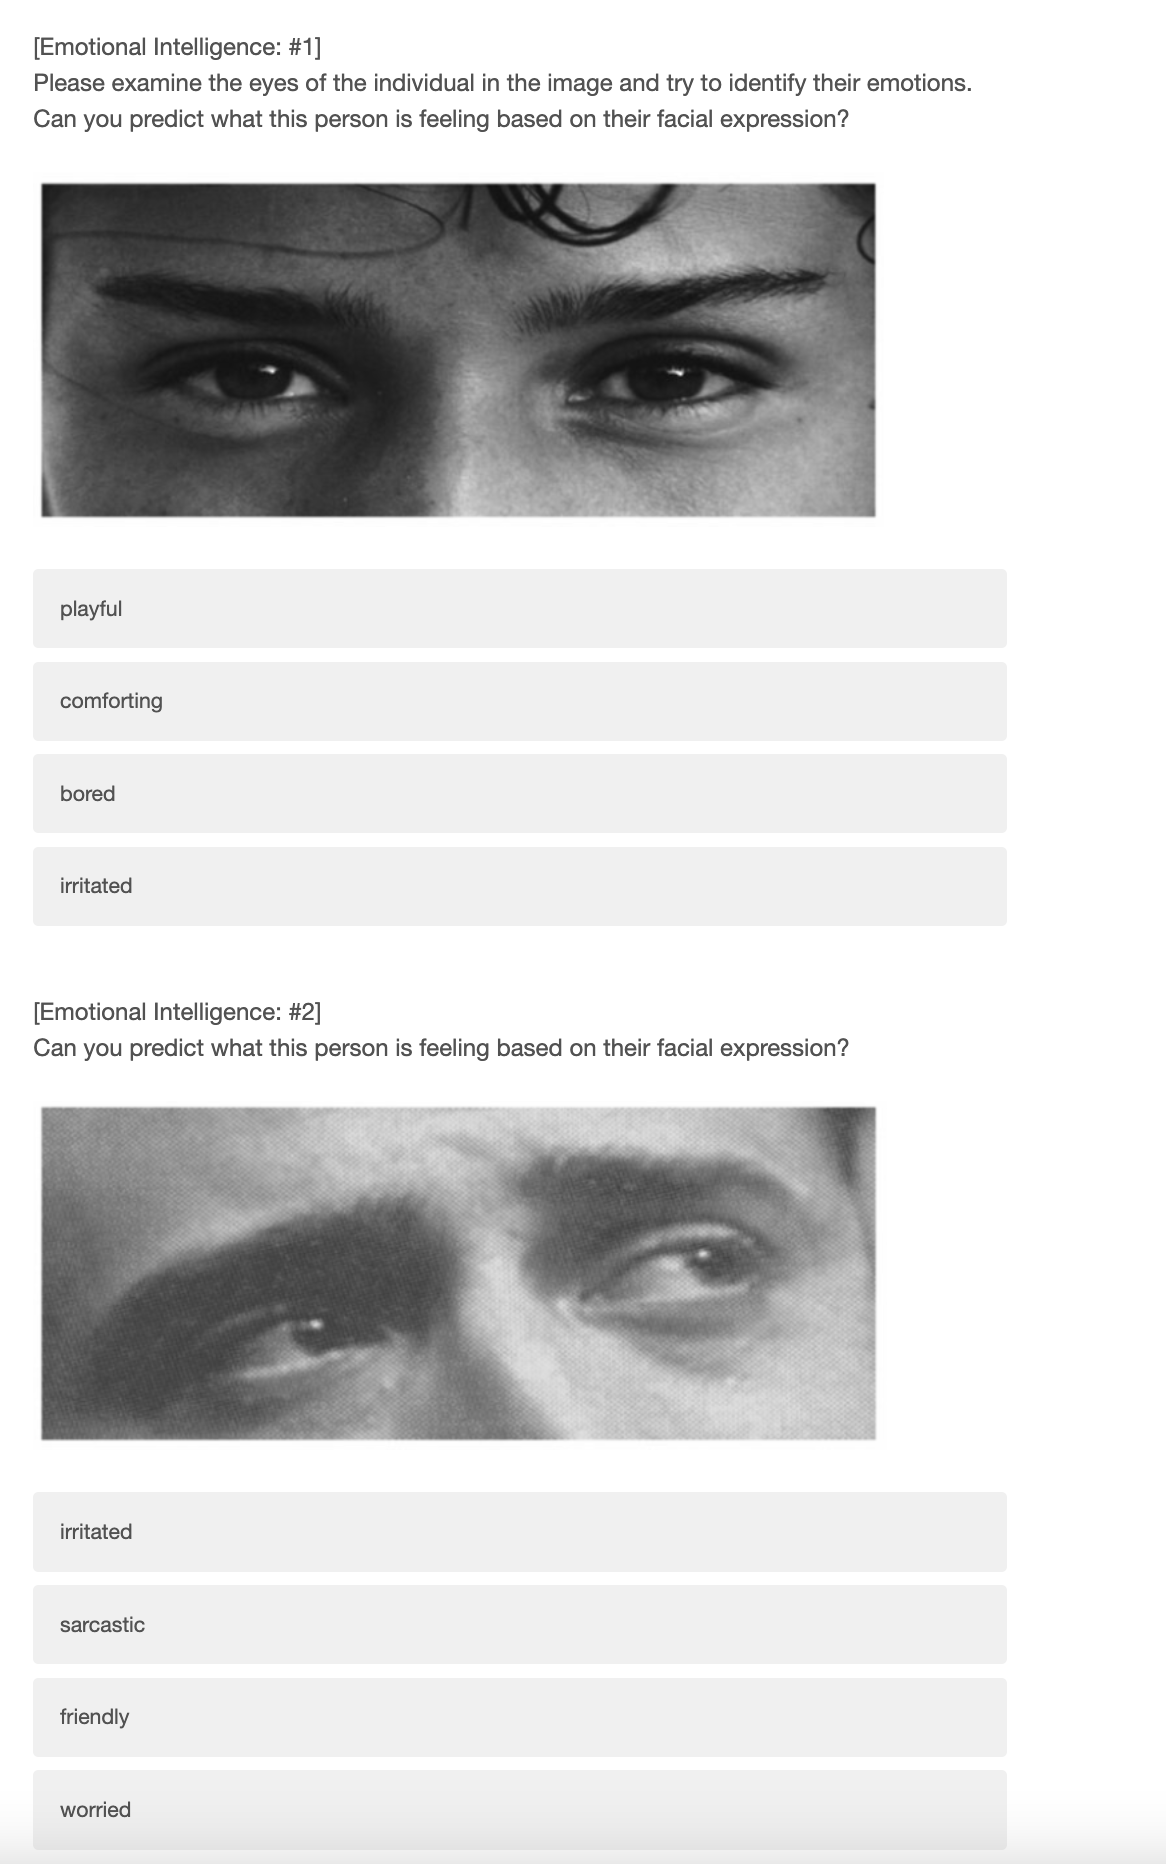 [Emotional Intelligence: #1]
Please examine the eyes of the individual in the image and try to identify their emotions.
Can you predict what this person is feeling based on their facial expression?
playful
comforting
bored
irritated
[Emotional Intelligence: #2]
Can you predict what this person is feeling based on their facial expression?
irritated
sarcastic
friendly
worried